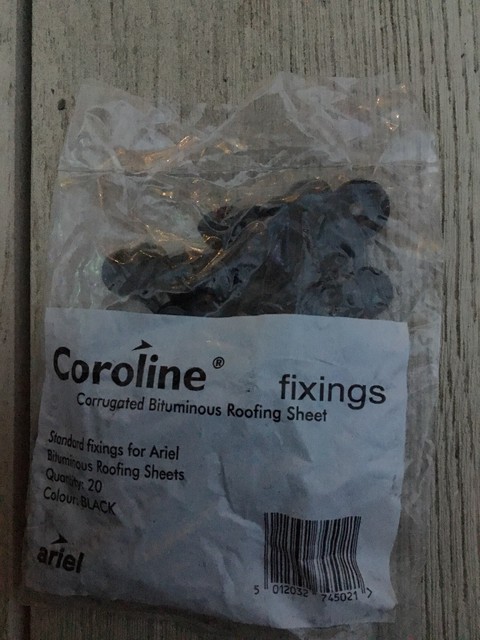 Coroline® fixings
Corrugated Bituminous Roofing Sheet
Standard fixings for Ariel
Bituminous Roofing Sheets
Quantity: 20
Colour: BLACK
ariel
5 012032 745021 >